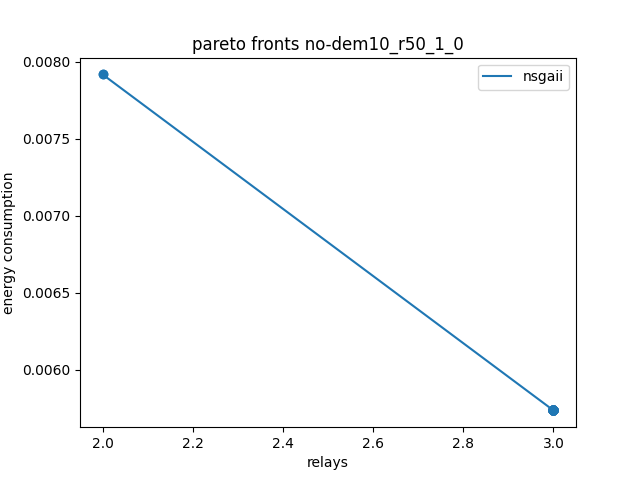 pareto fronts no-dem10_r50_1_0
nsgaii
0.0080
0.0075
0.0070
0.0065
0.0060
energy consumption
2.0 2.2 2.4 2.6 2.8 3.0
relays